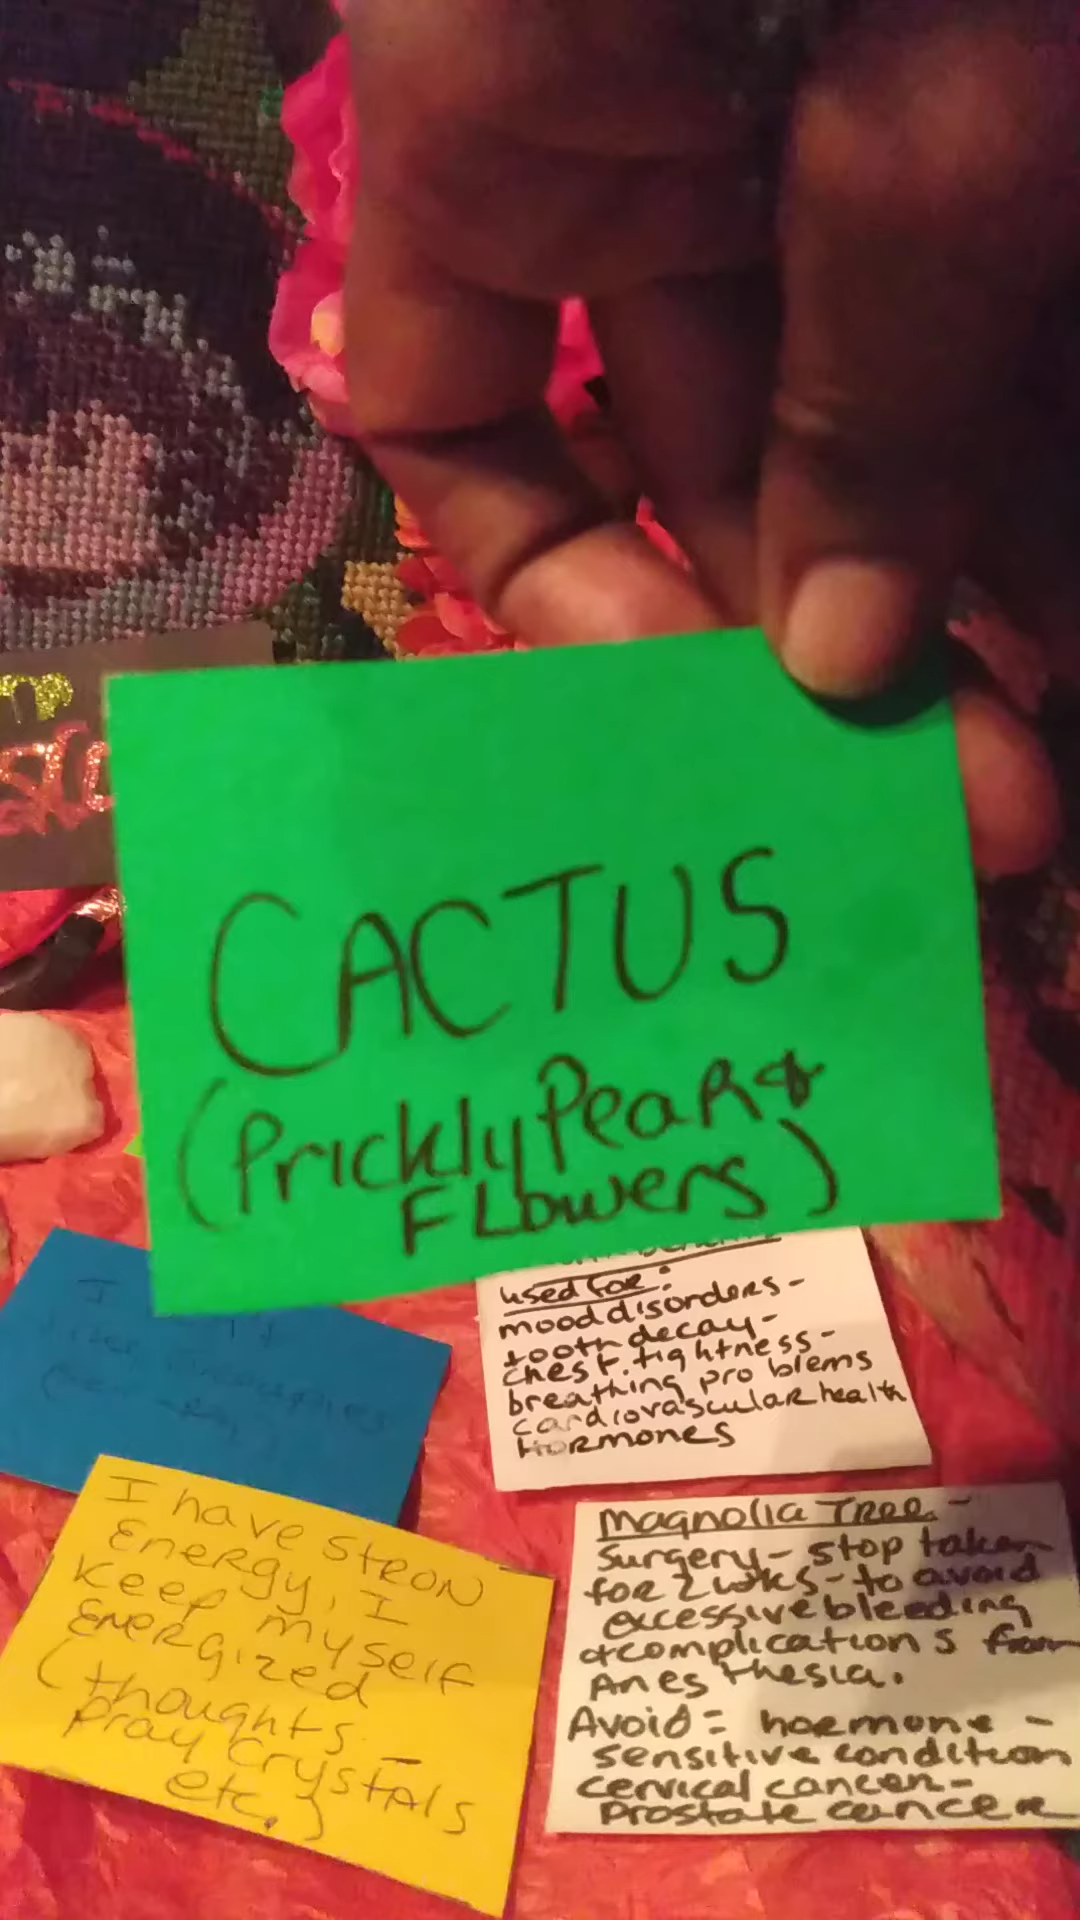 CACTUS
(Prickly Pear &
Flowers)
used for:
mood disorders-
tooth decay-
chest tightness-
breathing problems
cardiovascular health
Hormones
I
I have stron
Energy, I
Keep myself
Energized
(thoughts
Pray Crystals
etc.)
Magnolia Tree-
Surgery- stop taken
for 2 wks- to avoid
excessive bleeding
& complications from
Anesthesia.
Avoid= hormone-
sensitive condition
cervical cancer-
Prostate cancer